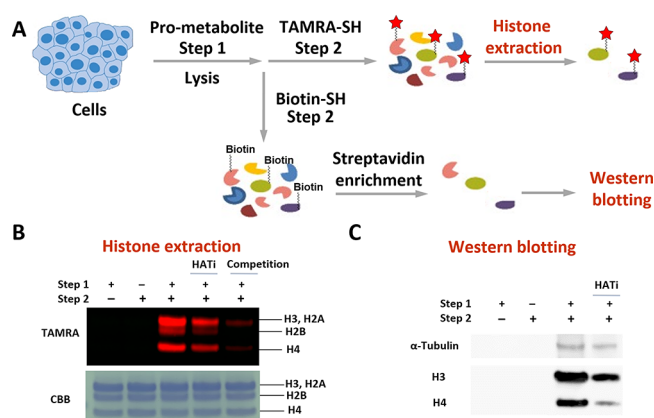 A
Pro-metabolite
Step 1
Lysis
TAMRA-SH
Step 2
Histone
extraction
Cells
Biotin-SH
Step 2
Biotin
Biotin
Biotin
Streptavidin
enrichment
Western
blotting
B
Histone extraction
HATi Competition
Step 1 + – + + +
Step 2 – + + + +
TAMRA
H3, H2A
H2B
H4
CBB
H3, H2A
H2B
H4
C
Western blotting
HATi
Step 1 + – + +
Step 2 – + + +
α-Tubulin
H3
H4